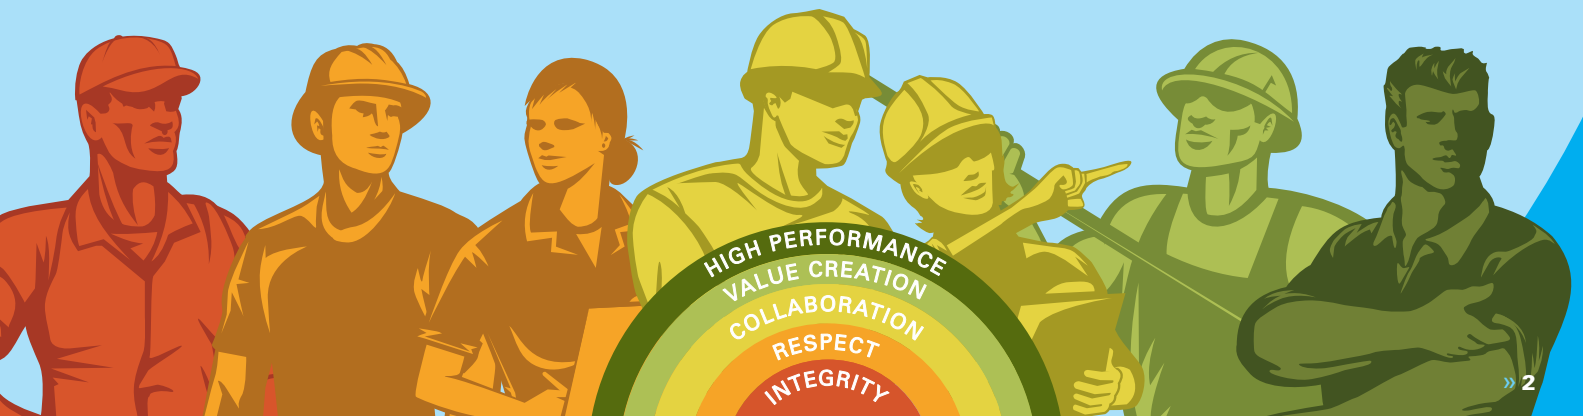 HIGH PERFORMANCE
VALUE CREATION
COLLABORATION
RESPECT
INTEGRITY
» 2